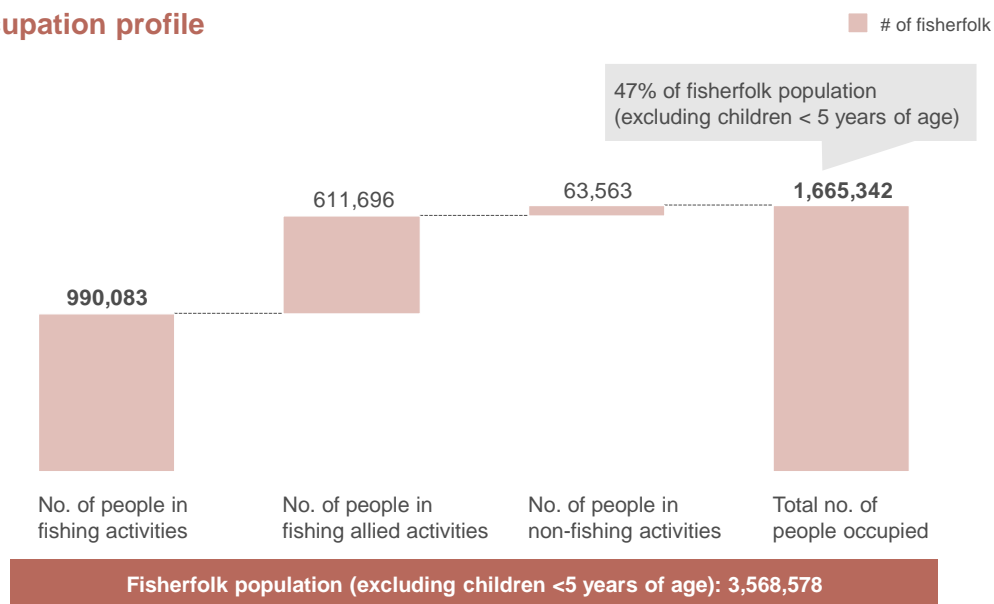 upation profile
# of fisherfolk
47% of fisherfolk population
(excluding children < 5 years of age)
990,083
611,696
63,563
1,665,342
No. of people in
fishing activities
No. of people in
fishing allied activities
No. of people in
non-fishing activities
Total no. of
people occupied
Fisherfolk population (excluding children <5 years of age): 3,568,578